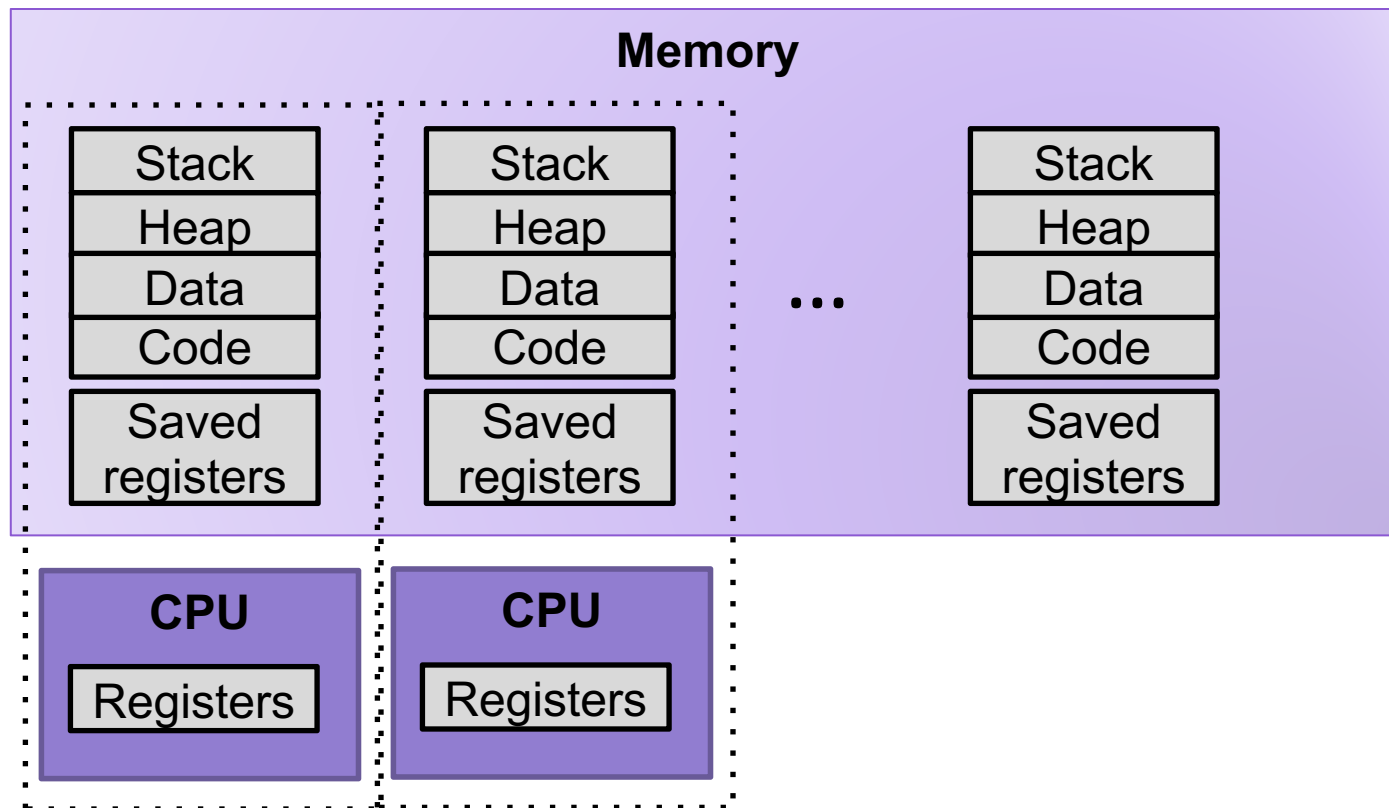 Memory
Stack
Heap
Data
Code
Saved
registers
Stack
Heap
Data
Code
Saved
registers
...
Stack
Heap
Data
Code
Saved
registers
CPU
Registers
CPU
Registers